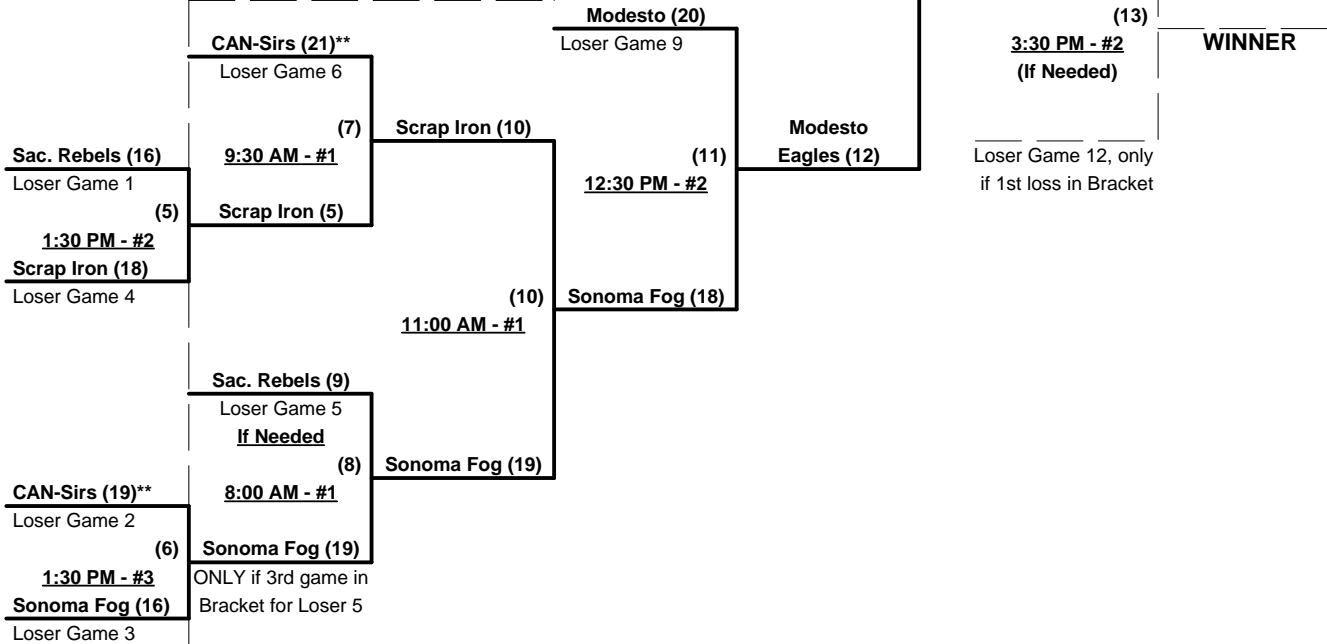 Modesto (20)
Loser Game 9
(13)
3:30 PM - #2
(If Needed)
WINNER
CAN-Sirs (21)**
Loser Game 6
(7)
9:30 AM - #1
Scrap Iron (10)
Modesto
Eagles (12)
Sac. Rebels (16)
Loser Game 1
(11)
12:30 PM - #2
Loser Game 12, only
if 1st loss in Bracket
(5)
1:30 PM - #2
Scrap Iron (5)
Scrap Iron (18)
Loser Game 4
(10)
11:00 AM - #1
Sonoma Fog (18)
Sac. Rebels (9)
Loser Game 5
If Needed
(8)
8:00 AM - #1
Sonoma Fog (19)
CAN-Sirs (19)**
Loser Game 2
(6)
1:30 PM - #3
Sonoma Fog (19)
ONLY if 3rd game in
Bracket for Loser 5
Sonoma Fog (16)
Loser Game 3